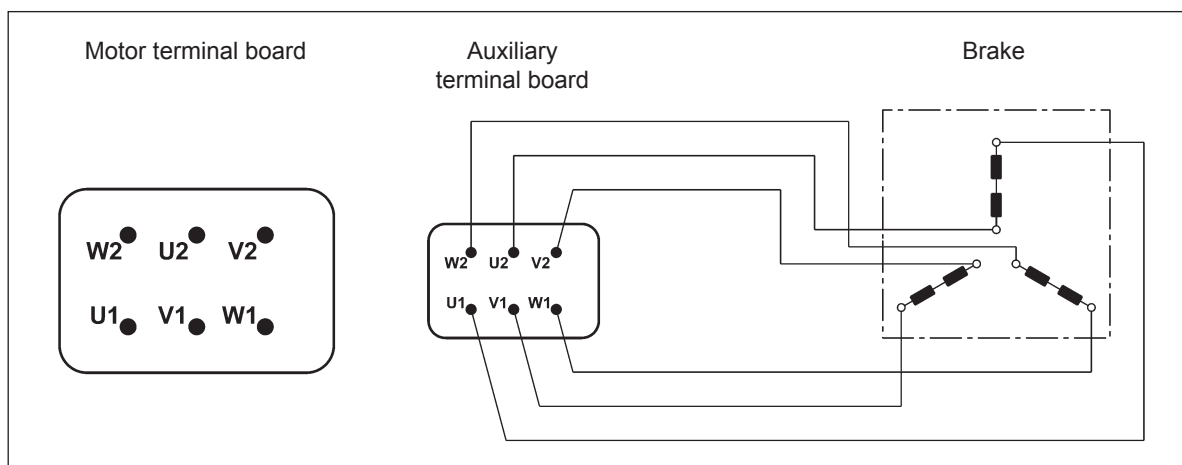 Motor terminal board
Auxiliary
terminal board
Brake
W2 U2 V2
U1 V1 W1
W2 U2 V2
U1 V1 W1